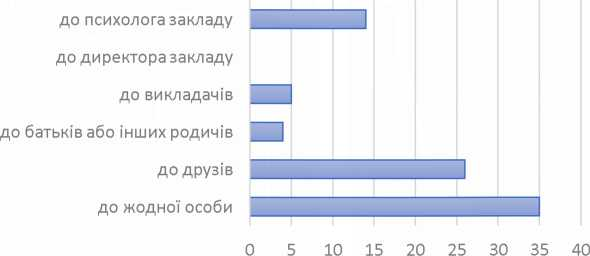 до психолога закладу
до директора закладу
до викладачів
до батьків або інших родичів
до друзів
до жодної особи
0 5 10 15 20 25 30 35 40